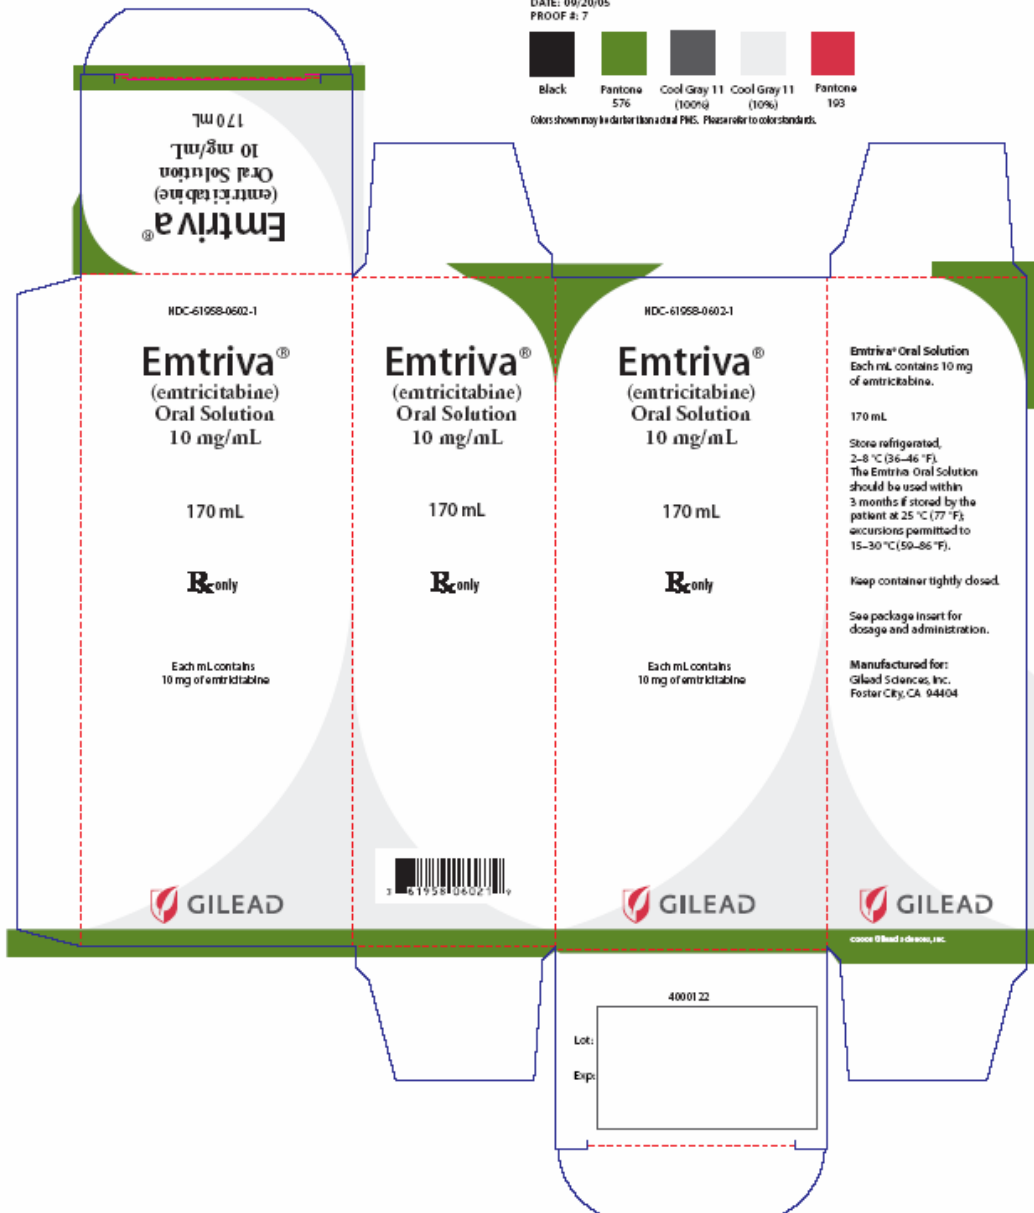 DATE: 09/20/05
PROOF #: 7
Black
Pantone
576
Cool Gray 11
(100%)
Cool Gray 11
(10%)
Pantone
193
Colors shown may be darker than actual PMS. Please refer to color standards.
Emtriva®
(emtricitabine)
Oral Solution
10 mg/mL
170 mL
NDC-61958-0602-1
Emtriva®
(emtricitabine)
Oral Solution
10 mg/mL
170 mL
Rx only
Each mL contains
10 mg of emtricitabine
GILEAD
Emtriva®
(emtricitabine)
Oral Solution
10 mg/mL
170 mL
Rx only
3 61958 06021 9
NDC-61958-0602-1
Emtriva®
(emtricitabine)
Oral Solution
10 mg/mL
170 mL
Rx only
Each mL contains
10 mg of emtricitabine
GILEAD
Emtriva® Oral Solution
Each mL contains 10 mg
of emtricitabine.
170 mL
Store refrigerated,
2–8 °C (36–46 °F).
The Emtriva Oral Solution
should be used within
3 months if stored by the
patient at 25 °C (77 °F);
excursions permitted to
15–30 °C (59–86 °F).
Keep container tightly closed.
See package insert for
dosage and administration.
Manufactured for:
Gilead Sciences, Inc.
Foster City, CA 94404
GILEAD
Gilead Sciences, Inc.
4000122
Lot:
Exp: